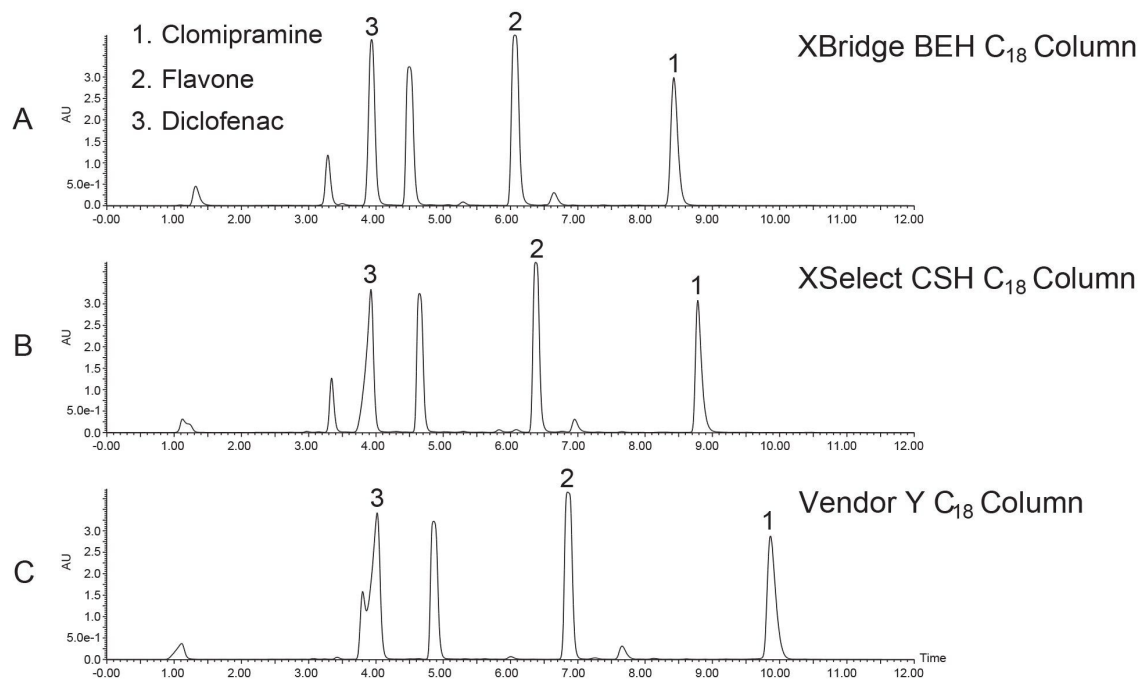 1. Clomipramine
2. Flavone
3. Diclofenac
A
XBridge BEH C₁₈ Column
3 2 1
AU
3.0
2.5
2.0
1.5
1.0
5.0e-1
0.0
-0.00 1.00 2.00 3.00 4.00 5.00 6.00 7.00 8.00 9.00 10.00 11.00 12.00
B
XSelect CSH C₁₈ Column
3 2 1
AU
3.0
2.5
2.0
1.5
1.0
5.0e-1
0.0
-0.00 1.00 2.00 3.00 4.00 5.00 6.00 7.00 8.00 9.00 10.00 11.00 12.00
C
Vendor Y C₁₈ Column
3 2 1
AU
3.0
2.5
2.0
1.5
1.0
5.0e-1
0.0
Time
-0.00 1.00 2.00 3.00 4.00 5.00 6.00 7.00 8.00 9.00 10.00 11.00 12.00